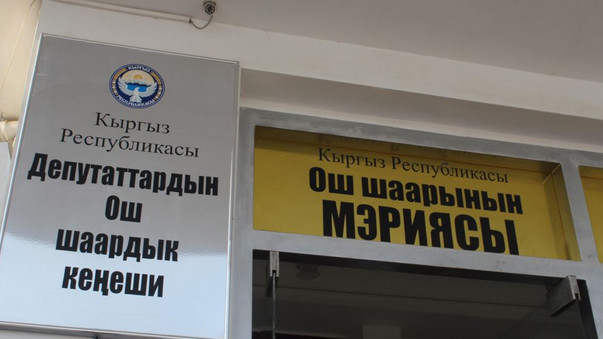 Кыргыз
Республикасы
Депутаттардын
Ош
шаардык
кеңеши
Кыргыз Республикасы
Ош шаарынын
МЭРИЯСЫ